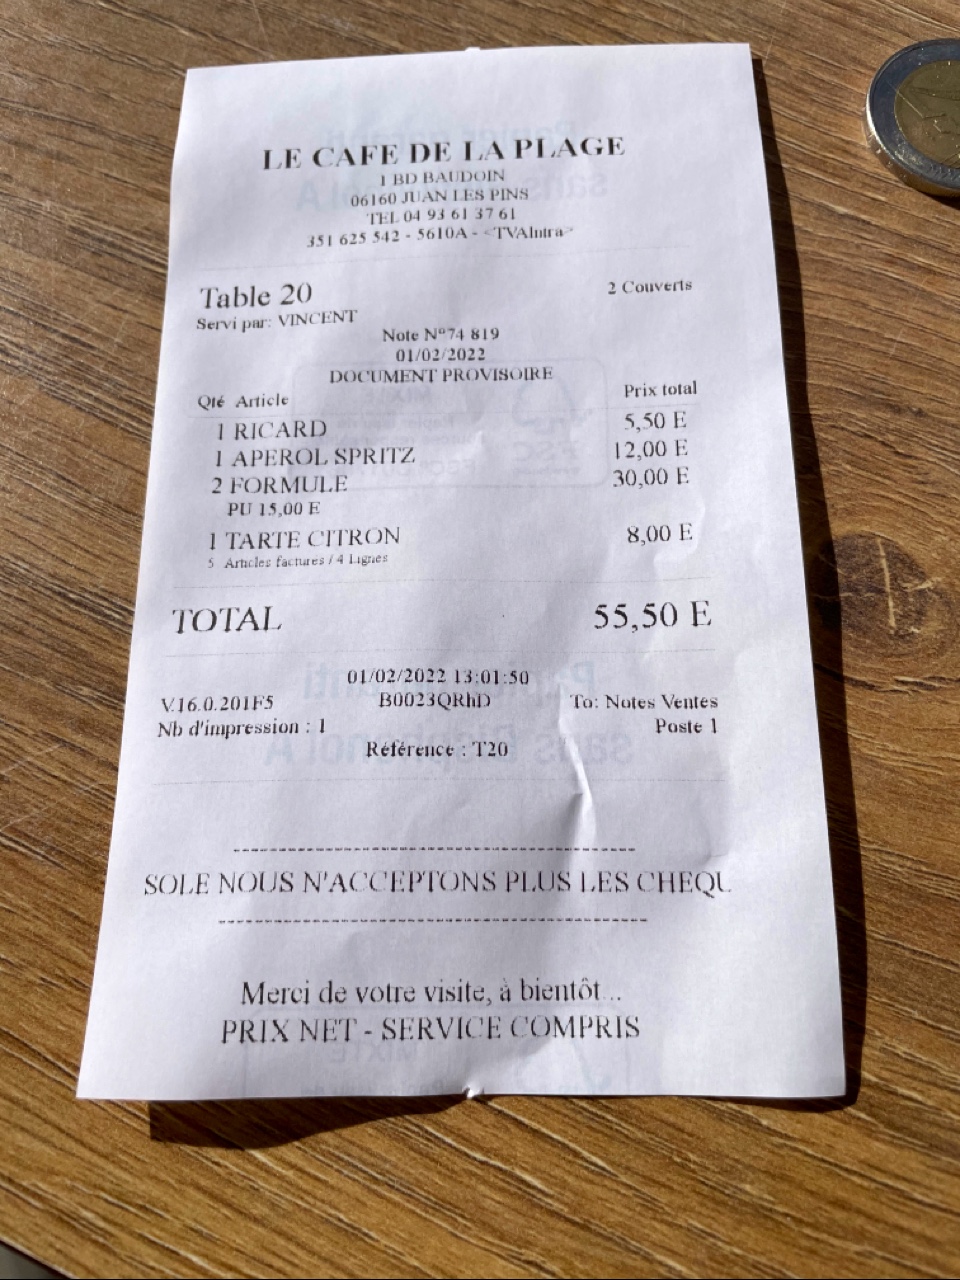 LE CAFE DE LA PLAGE
1 BD BAUDOIN
06160 JUAN LES PINS
TEL 04 93 61 37 61
351 625 542 - 5610A - <TVAIntra>
Table 20 2 Couverts
Servi par: VINCENT
Note N°74 819
01/02/2022
DOCUMENT PROVISOIRE
Qté Article Prix total
1 RICARD 5,50 E
1 APEROL SPRITZ 12,00 E
2 FORMULE 30,00 E
PU 15,00 E
1 TARTE CITRON 8,00 E
5 Articles factures / 4 Lignes
TOTAL 55,50 E
01/02/2022 13:01:50
V.16.0.201F5 B0023QRhD To: Notes Ventes
Nb d'impression : 1 Poste 1
Référence : T20
SOLE NOUS N'ACCEPTONS PLUS LES CHEQU
Merci de votre visite, à bientôt...
PRIX NET - SERVICE COMPRIS